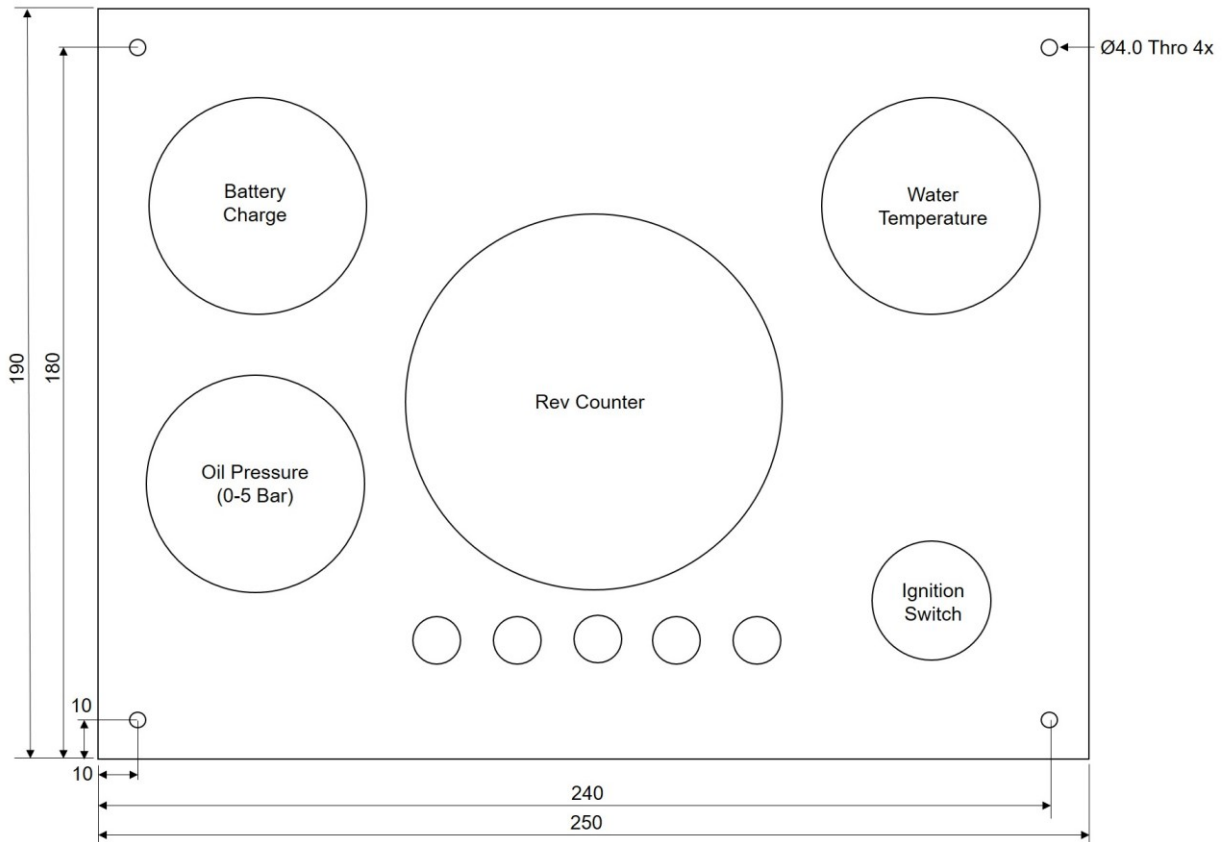 Ø4.0 Thro 4x
Battery
Charge
Water
Temperature
190
180
Rev Counter
Oil Pressure
(0-5 Bar)
Ignition
Switch
10
10
240
250